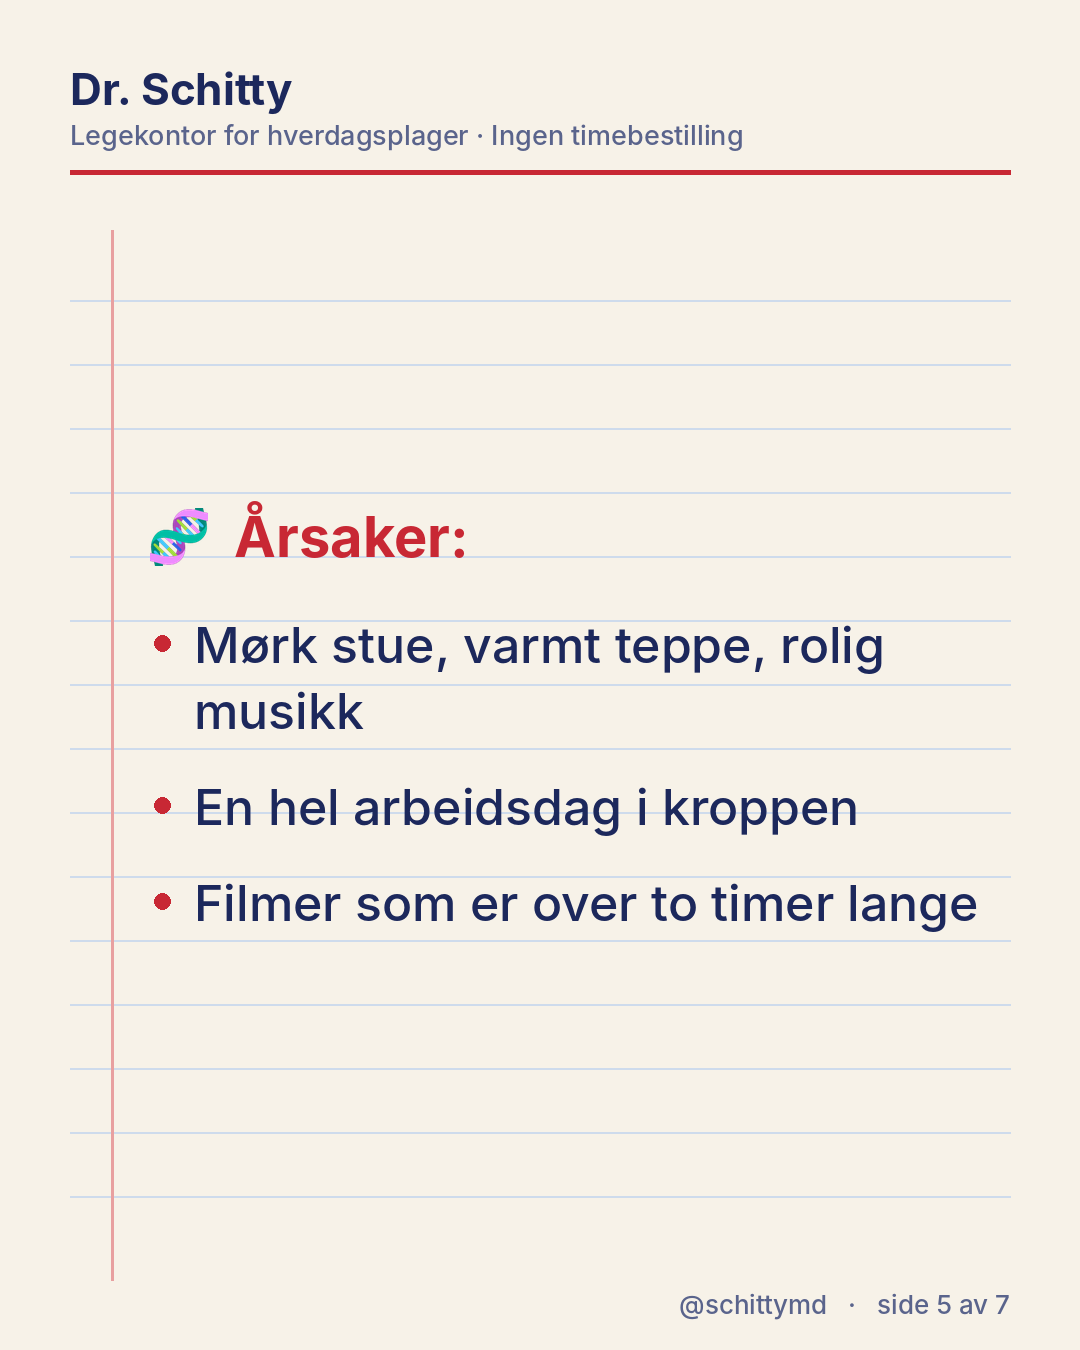 Dr. Schitty
Legekontor for hverdagsplager · Ingen timebestilling
🧬 Årsaker:
• Mørk stue, varmt teppe, rolig
musikk
• En hel arbeidsdag i kroppen
• Filmer som er over to timer lange
@schittymd · side 5 av 7